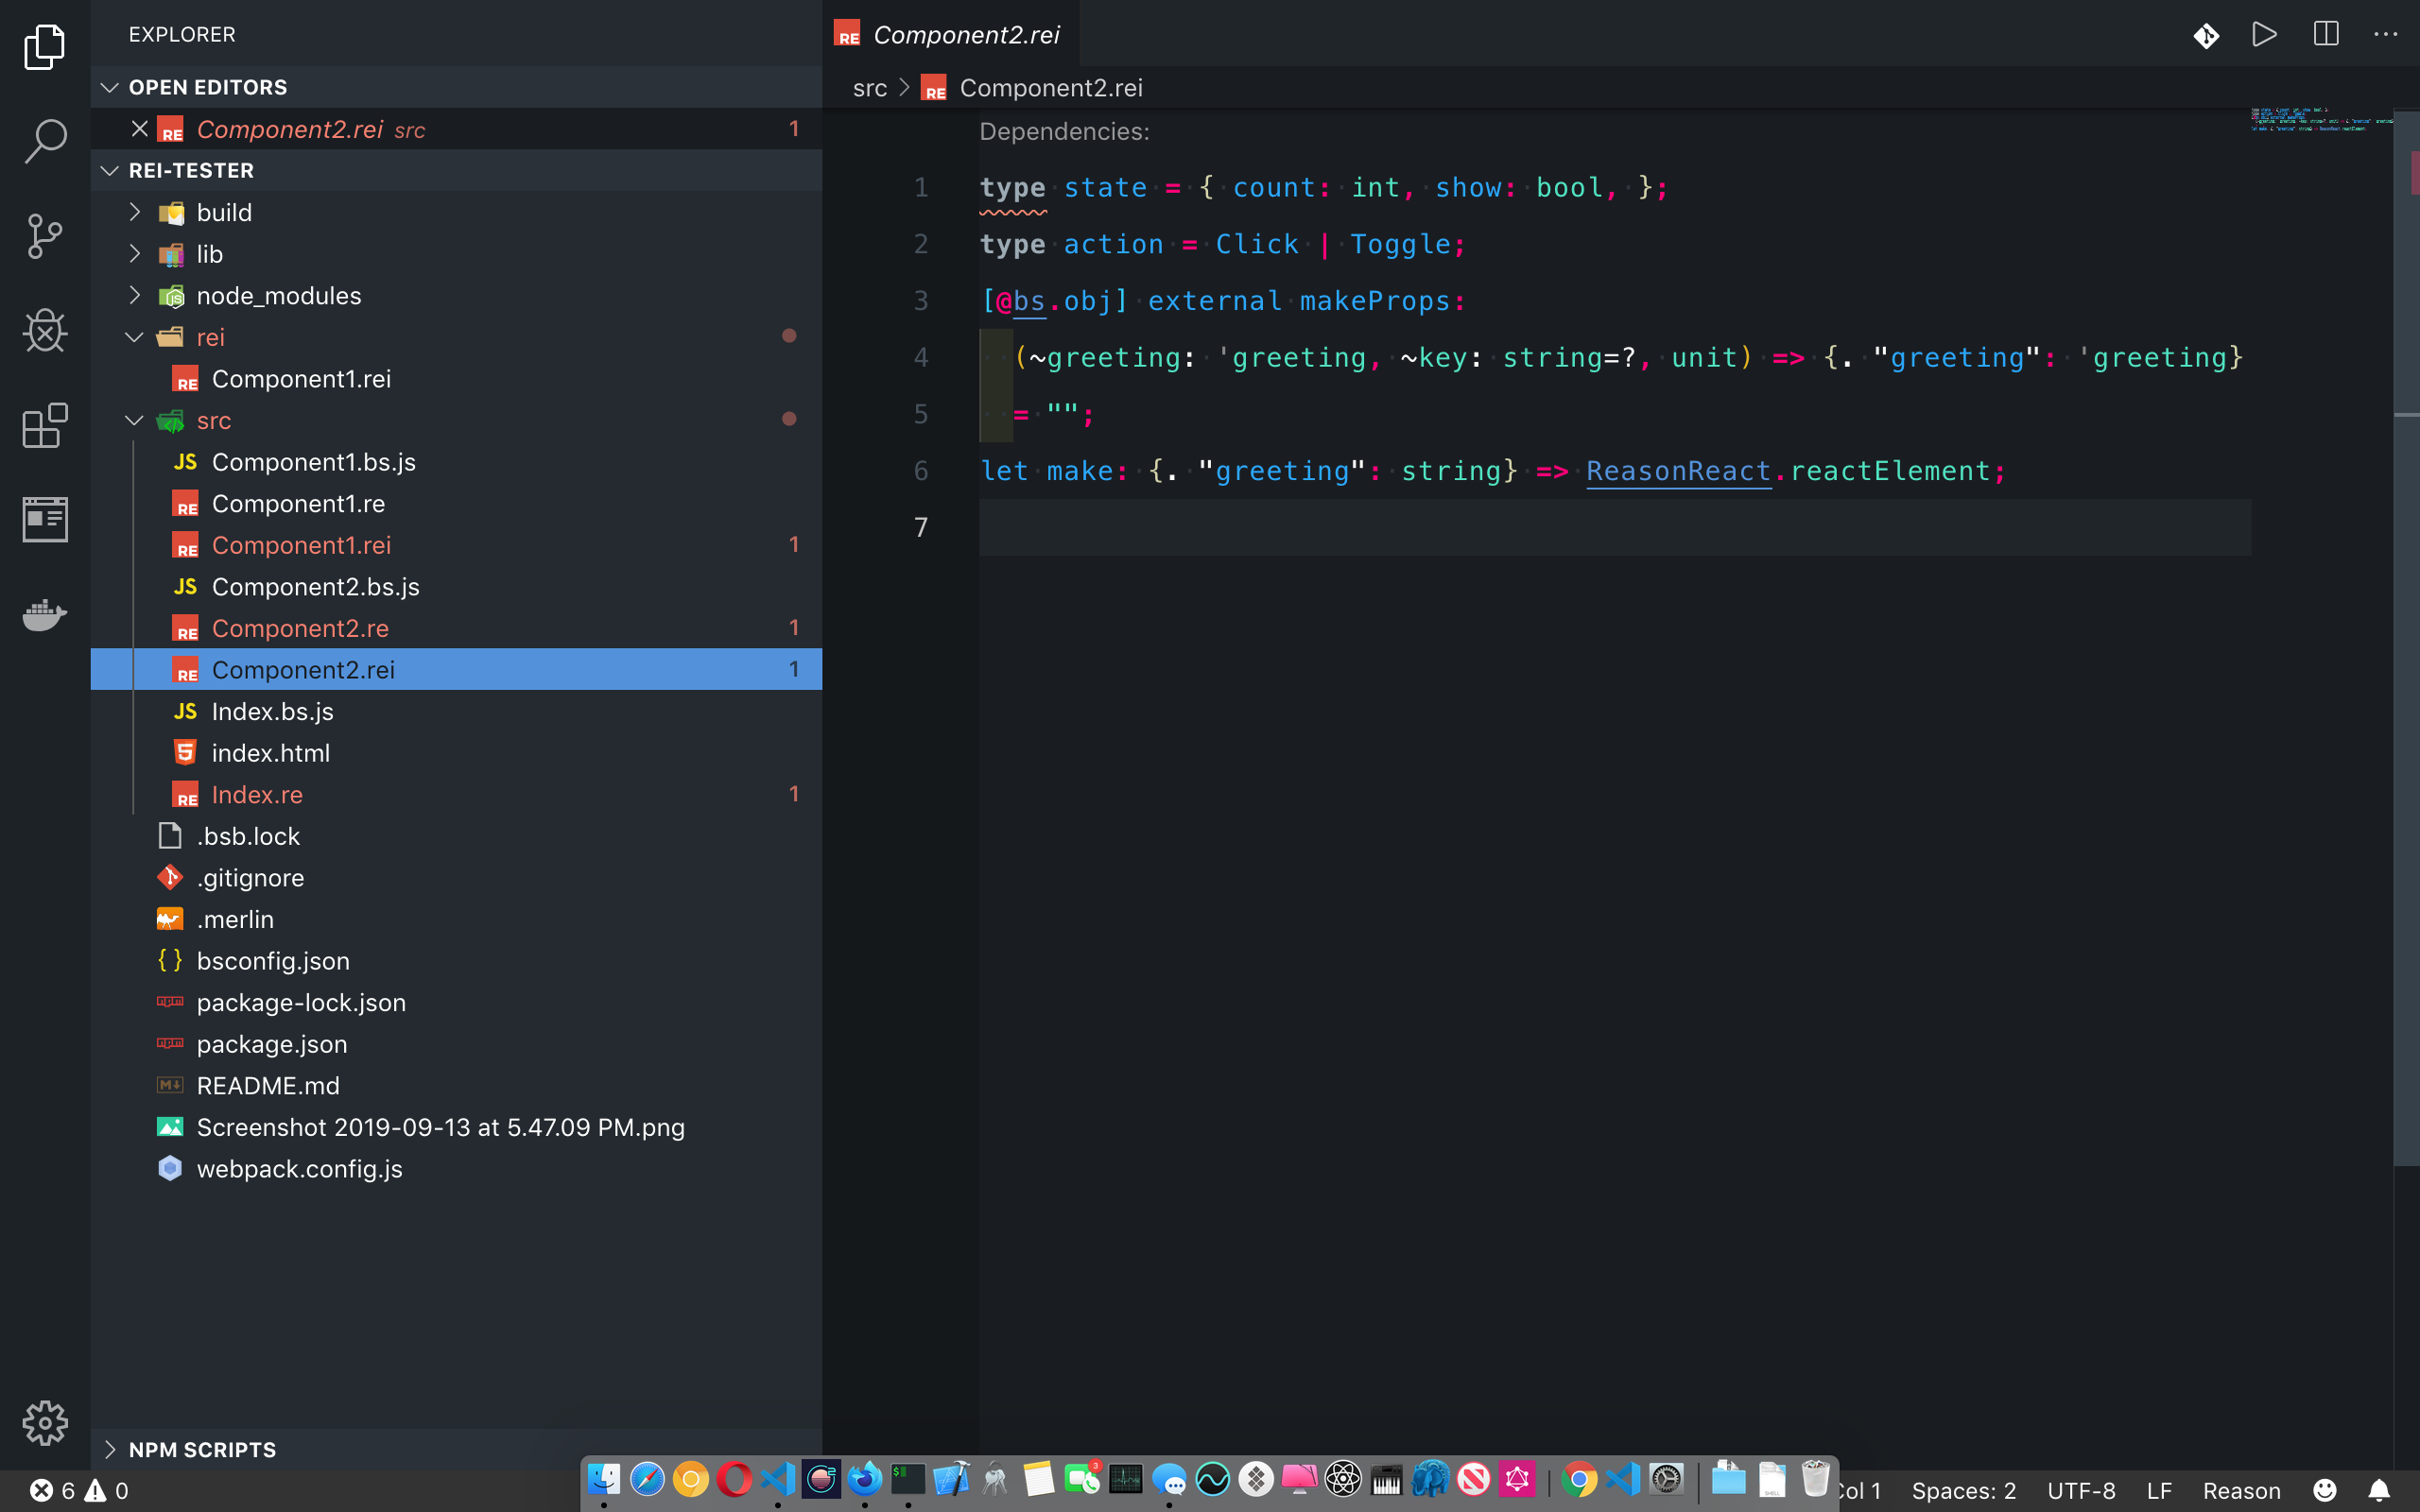 EXPLORER
OPEN EDITORS
Component2.rei src 1
REI-TESTER
build
lib
node_modules
rei
Component1.rei
src
Component1.bs.js
Component1.re
Component1.rei 1
Component2.bs.js
Component2.re 1
Component2.rei 1
Index.bs.js
index.html
Index.re 1
.bsb.lock
.gitignore
.merlin
bsconfig.json
package-lock.json
package.json
README.md
Screenshot 2019-09-13 at 5.47.09 PM.png
webpack.config.js
NPM SCRIPTS
Component2.rei
src > Component2.rei
Dependencies:
1 type state = { count: int, show: bool, };
2 type action = Click | Toggle;
3 [@bs.obj] external makeProps:
4 (~greeting: 'greeting, ~key: string=?, unit) => {. "greeting": 'greeting}
5 = "";
6 let make: {. "greeting": string} => ReasonReact.reactElement;
7
6 0
Col 1 Spaces: 2 UTF-8 LF Reason